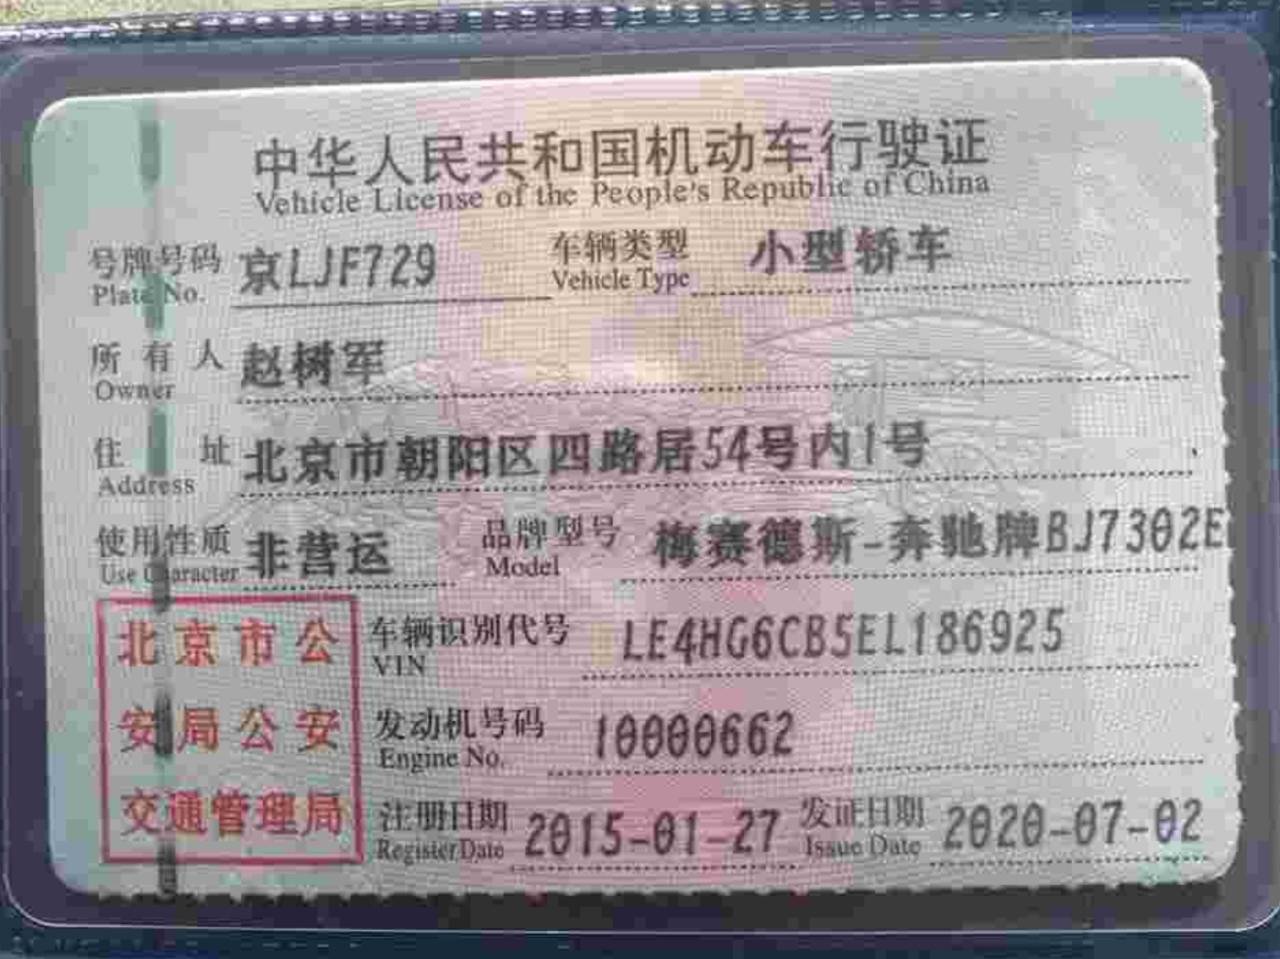 中华人民共和国机动车行驶证
Vehicle License of the People's Republic of China
号牌号码 京LJF729 车辆类型 小型轿车
Plate No. Vehicle Type
所有人 赵树军
Owner
住址 北京市朝阳区四路居54号内1号
Address
使用性质 非营运 品牌型号 梅赛德斯-奔驰牌BJ7302E
Use Character Model
北京市公 车辆识别代号 LE4HG6CB5EL186925
VIN
安局公安 发动机号码 10000662
Engine No.
交通管理局 注册日期 2015-01-27 发证日期 2020-07-02
Register Date Issue Date